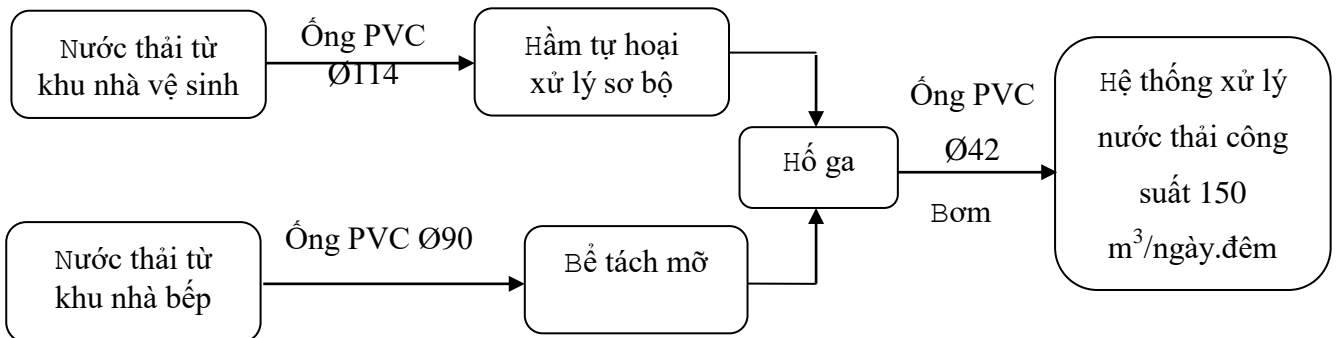 Nước thải từ
khu nhà vệ sinh
Ống PVC
Ø114
Hầm tự hoại
xử lý sơ bộ
Hố ga
Ống PVC
Ø42
Bơm
Hệ thống xử lý
nước thải công
suất 150
m³/ngày.đêm
Nước thải từ
khu nhà bếp
Ống PVC Ø90
Bể tách mỡ